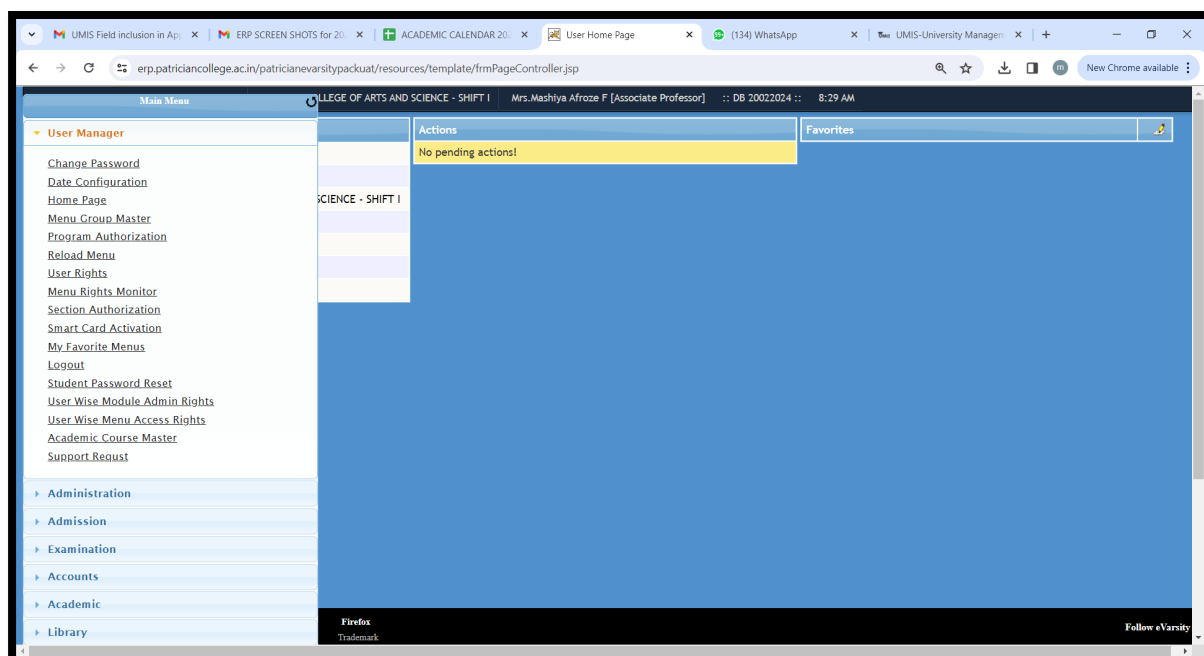 UMIS Field inclusion in Ap
ERP SCREEN SHOTS for 20
ACADEMIC CALENDAR 202
User Home Page
(134) WhatsApp
UMIS-University Managem
erp.patriciancollege.ac.in/patricianevarsitypackuat/resources/template/frmPageController.jsp
m
New Chrome available
Main Menu
LLEGE OF ARTS AND SCIENCE - SHIFT I
Mrs.Mashiya Afroze F [Associate Professor]
:: DB 20022024 ::
8:29 AM
User Manager
Actions
Favorites
No pending actions!
Change Password
Date Configuration
Home Page
SCIENCE - SHIFT I
Menu Group Master
Program Authorization
Reload Menu
User Rights
Menu Rights Monitor
Section Authorization
Smart Card Activation
My Favorite Menus
Logout
Student Password Reset
User Wise Module Admin Rights
User Wise Menu Access Rights
Academic Course Master
Support Requst
Administration
Admission
Examination
Accounts
Academic
Library
Firefox
Trademark
Follow eVarsity